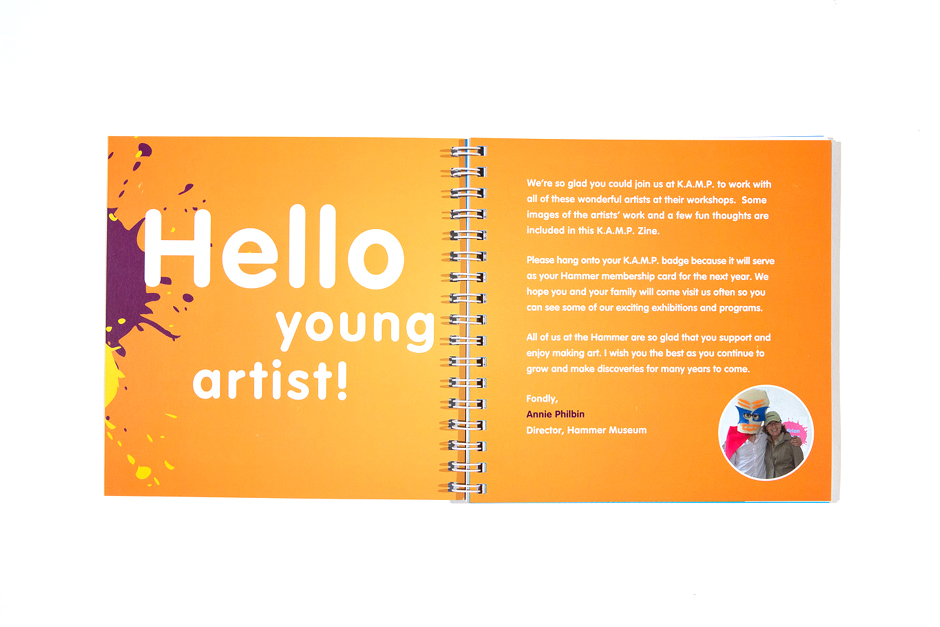 Hello
young
artist!
We're so glad you could join us at K.A.M.P. to work with
all of these wonderful artists at their workshops.  Some
images of the artists' work and a few fun thoughts are
included in this K.A.M.P. Zine.
Please hang onto your K.A.M.P. badge because it will serve
as your Hammer membership card for the next year. We
hope you and your family will come visit us often so you
can see some of our exciting exhibitions and programs.
All of us at the Hammer are so glad that you support and
enjoy making art. I wish you the best as you continue to
grow and make discoveries for many years to come.
Fondly,
Annie Philbin
Director, Hammer Museum